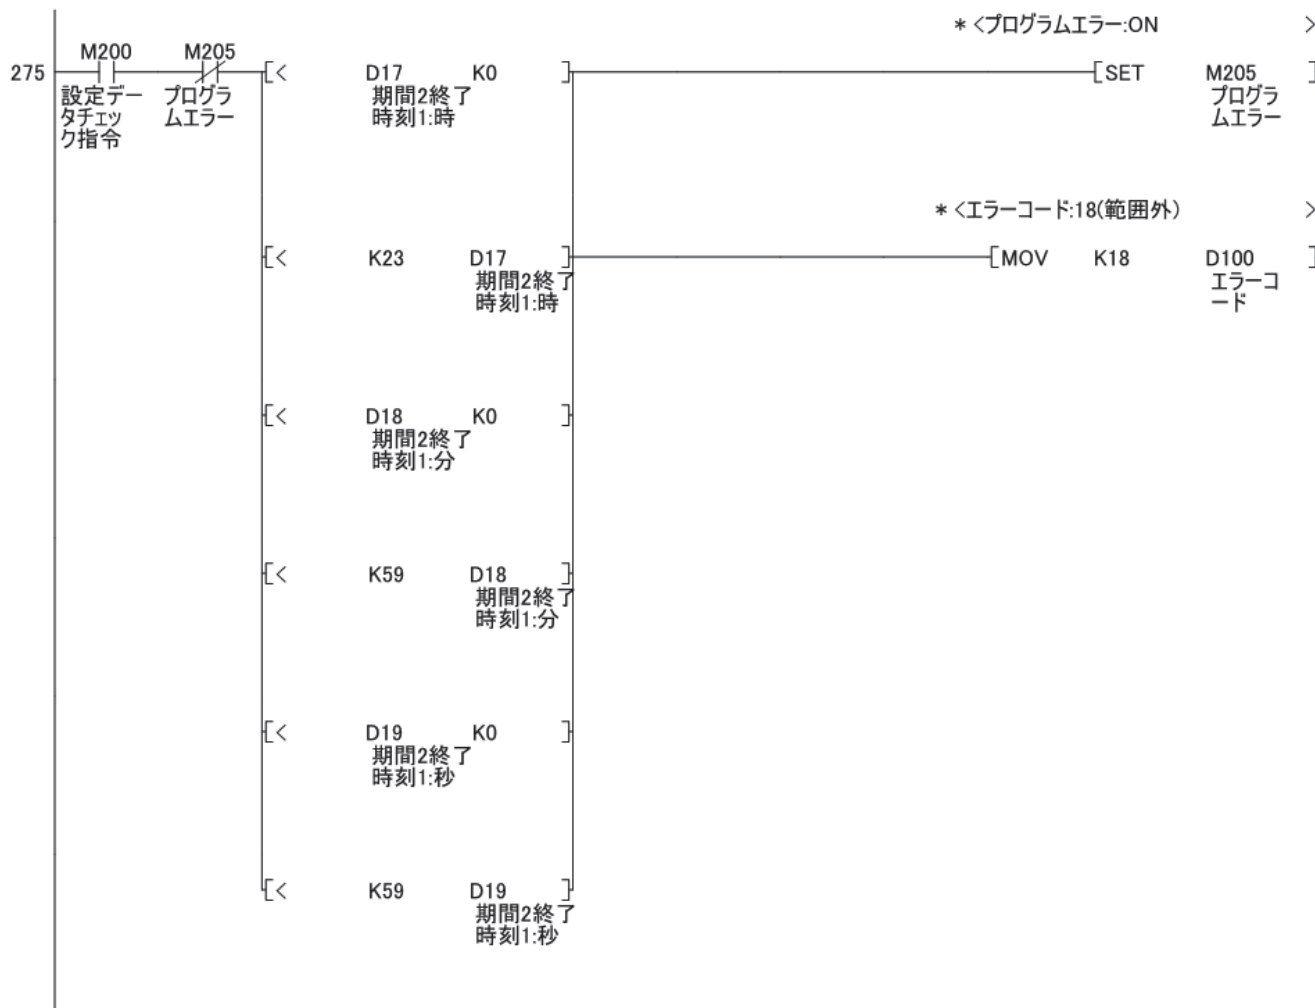 *<プログラムエラー:ON >
M200 M205
275 [< D17 K0 ] [SET M205 ]
設定デー プログラ 期間2終了 プログラ
タチェッ ムエラー 時刻1:時 ムエラー
ク指令
*<エラーコード:18(範囲外) >
[< K23 D17 ] [MOV K18 D100 ]
期間2終了 エラーコ
時刻1:時 ード
[< D18 K0 ]
期間2終了
時刻1:分
[< K59 D18 ]
期間2終了
時刻1:分
[< D19 K0 ]
期間2終了
時刻1:秒
[< K59 D19 ]
期間2終了
時刻1:秒